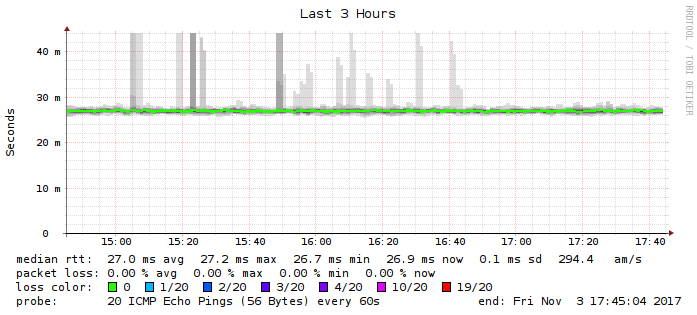 Last 3 Hours
RRDTOOL / TOBI OETIKER
Seconds
40 m
30 m
20 m
10 m
0
15:00 15:20 15:40 16:00 16:20 16:40 17:00 17:20 17:40
median rtt: 27.0 ms avg 27.2 ms max 26.7 ms min 26.9 ms now 0.1 ms sd 294.4 am/s
packet loss: 0.00 % avg 0.00 % max 0.00 % min 0.00 % now
loss color: 0 1/20 2/20 3/20 4/20 10/20 19/20
probe: 20 ICMP Echo Pings (56 Bytes) every 60s end: Fri Nov 3 17:45:04 2017